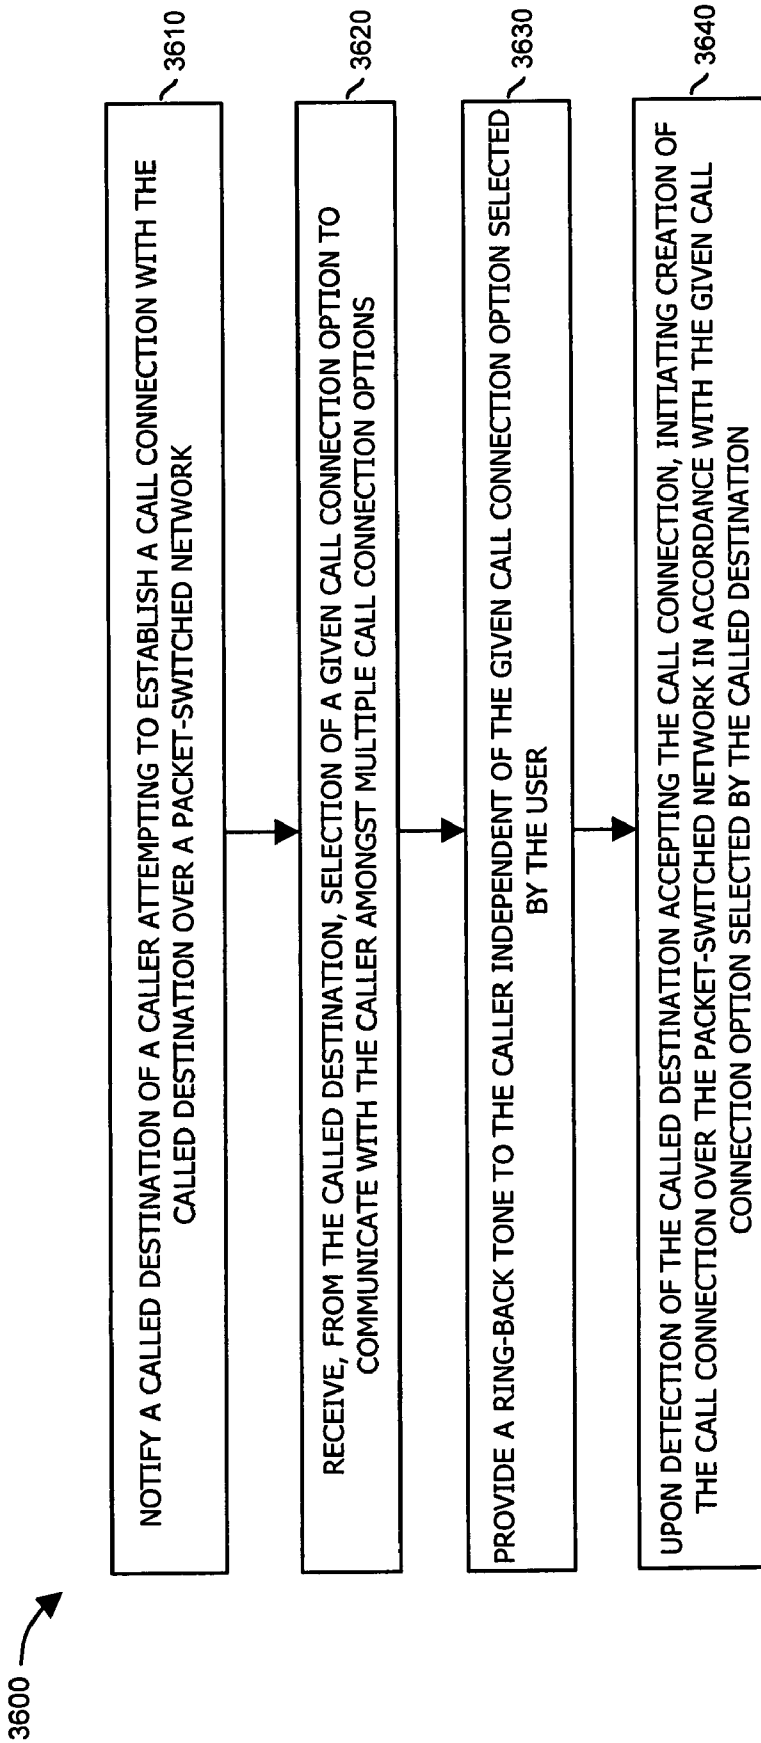 3600
NOTIFY A CALLED DESTINATION OF A CALLER ATTEMPTING TO ESTABLISH A CALL CONNECTION WITH THE
CALLED DESTINATION OVER A PACKET-SWITCHED NETWORK
3610
RECEIVE, FROM THE CALLED DESTINATION, SELECTION OF A GIVEN CALL CONNECTION OPTION TO
COMMUNICATE WITH THE CALLER AMONGST MULTIPLE CALL CONNECTION OPTIONS
3620
PROVIDE A RING-BACK TONE TO THE CALLER INDEPENDENT OF THE GIVEN CALL CONNECTION OPTION SELECTED
BY THE USER
3630
UPON DETECTION OF THE CALLED DESTINATION ACCEPTING THE CALL CONNECTION, INITIATING CREATION OF
THE CALL CONNECTION OVER THE PACKET-SWITCHED NETWORK IN ACCORDANCE WITH THE GIVEN CALL
CONNECTION OPTION SELECTED BY THE CALLED DESTINATION
3640